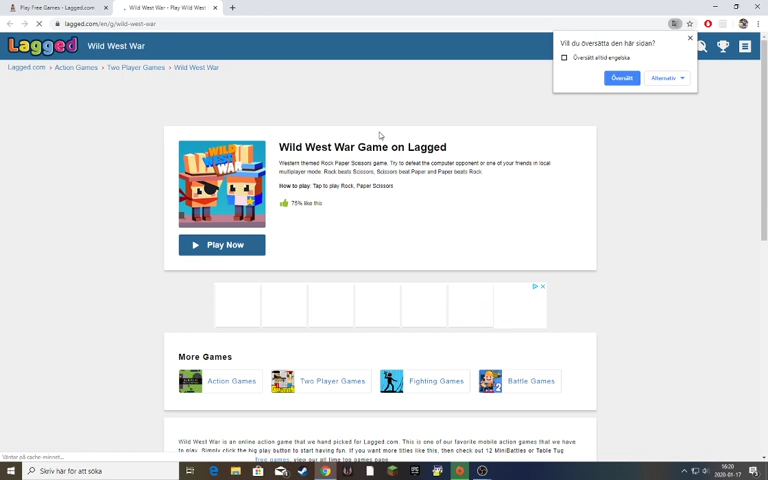 Play Free Games - Lagged.com
Wild West War - Play Wild West
lagged.com/en/g/wild-west-war
Lagged
Wild West War
Vill du översätta den här sidan?
Översätt alltid engelska
Översätt
Alternativ
Lagged.com > Action Games > Two Player Games > Wild West War
WILD WEST WAR
Wild West War Game on Lagged
Western themed Rock Paper Scissors game. Try to defeat the computer opponent or one of your friends in local
multiplayer mode. Rock beats Scissors, Scissors beat Paper and Paper beats Rock
How to play: Tap to play Rock, Paper Scissors
75% like this
Play Now
More Games
Action Games
Two Player Games
Fighting Games
Battle Games
2
Wild West War is an online action game that we hand picked for Lagged.com. This is one of our favorite mobile action games that we have
to play. Simply click the big play button to start having fun. If you want more titles like this, then check out 12 MiniBattles or Table Tug
free games, view our all time top games page.
Väntar på cache minnet...
Skriv här för att söka
16:20
2020-01-17